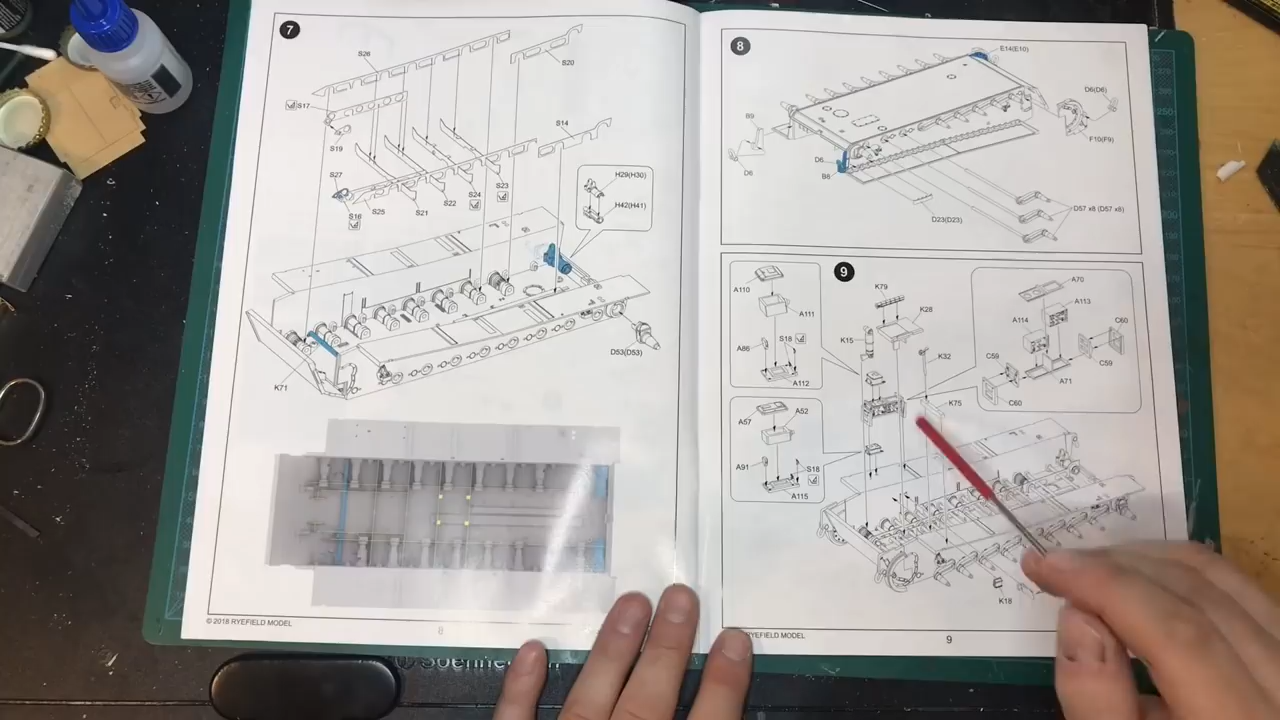 7
S26
S20
S17
S19
S14
S27
S16
S25
S21
S22
S24
S23
H29(H30)
H42(H41)
D53(D53)
K71
© 2018 RYEFIELD MODEL
8
8
E14(E10)
D6(D6)
F10(F9)
B9
D6
D6
B8
D23(D23)
D57 x8 (D57 x8)
9
A110
A111
A86
S18
A112
A57
A52
A91
S18
A115
K79
K28
K15
K32
K75
A70
A113
A114
C60
C59
C59
A71
C60
K18
RYEFIELD MODEL
9